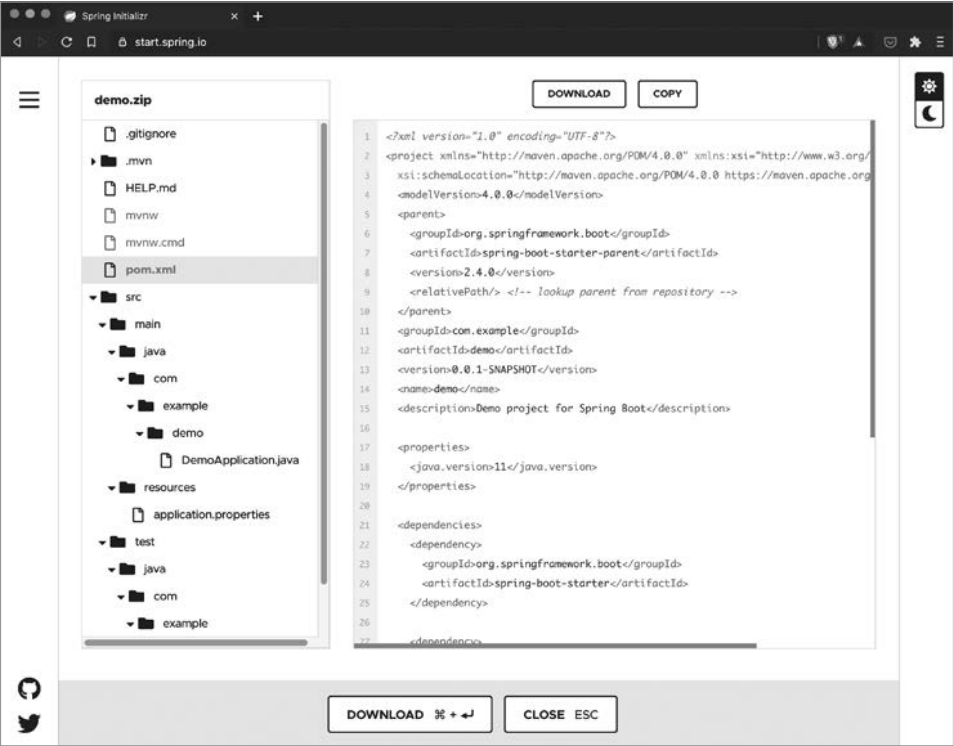 Spring Initializr
start.spring.io
demo.zip
.gitignore
.mvn
HELP.md
mvnw
mvnw.cmd
pom.xml
src
main
java
com
example
demo
DemoApplication.java
resources
application.properties
test
java
com
example
DOWNLOAD
COPY
1 <?xml version="1.0" encoding="UTF-8"?>
2 <project xmlns="http://maven.apache.org/POM/4.0.0" xmlns:xsi="http://www.w3.org/
3 xsi:schemaLocation="http://maven.apache.org/POM/4.0.0 https://maven.apache.org
4 <modelVersion>4.0.0</modelVersion>
5 <parent>
6 <groupId>org.springframework.boot</groupId>
7 <artifactId>spring-boot-starter-parent</artifactId>
8 <version>2.4.0</version>
9 <relativePath/> <!-- lookup parent from repository -->
10 </parent>
11 <groupId>com.example</groupId>
12 <artifactId>demo</artifactId>
13 <version>0.0.1-SNAPSHOT</version>
14 <name>demo</name>
15 <description>Demo project for Spring Boot</description>
16
17 <properties>
18 <java.version>11</java.version>
19 </properties>
20
21 <dependencies>
22 <dependency>
23 <groupId>org.springframework.boot</groupId>
24 <artifactId>spring-boot-starter</artifactId>
25 </dependency>
26
27 <dependency>
DOWNLOAD ⌘ + ↵
CLOSE ESC